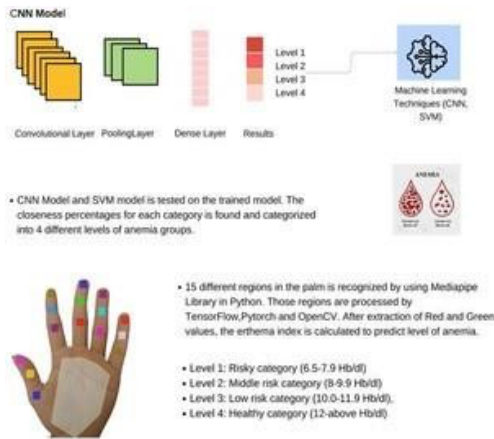 CNN Model
Level 1
Level 2
Level 3
Level 4
Convolutional Layer
PoolingLayer
Dense Layer
Results
Machine Learning
Techniques (CNN,
SVM)
ANEMIA
• CNN Model and SVM model is tested on the trained model. The
closeness percentages for each category is found and categorized
into 4 different levels of anemia groups.
• 15 different regions in the palm is recognized by using Mediapipe
Library in Python. Those regions are processed by
TensorFlow,Pytorch and OpenCV. After extraction of Red and Green
values, the erthema index is calculated to predict level of anemia.
• Level 1: Risky category (6.5-7.9 Hb/dl)
• Level 2: Middle risk category (8-9.9 Hb/dl)
• Level 3: Low risk category (10.0-11.9 Hb/dl),
• Level 4: Healthy category (12-above Hb/dl)